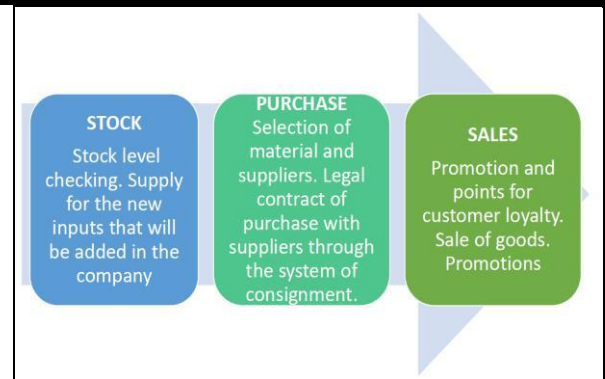 STOCK
Stock level
checking. Supply
for the new
inputs that will
be added in the
company
PURCHASE
Selection of
material and
suppliers. Legal
contract of
purchase with
suppliers through
the system of
consignment.
SALES
Promotion and
points for
customer loyalty.
Sale of goods.
Promotions